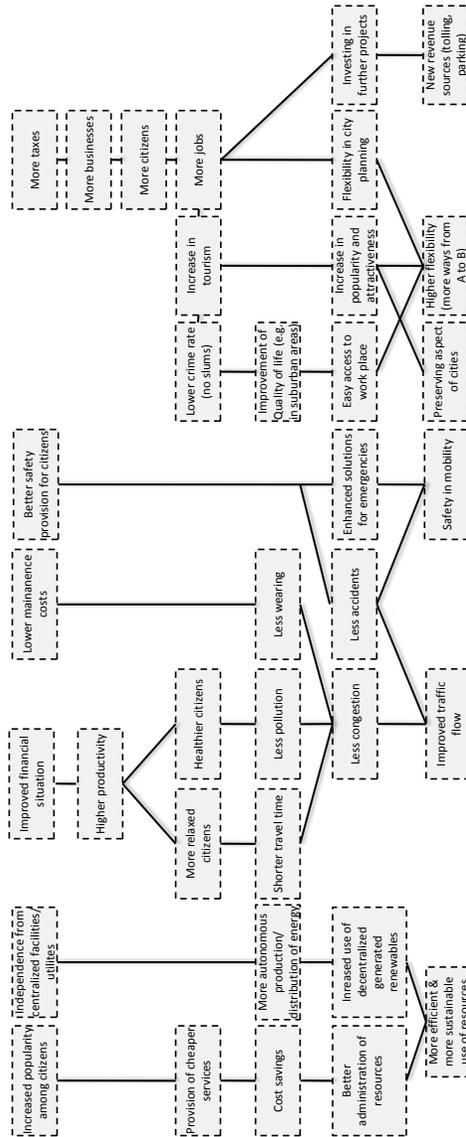 Increased popularity
among citizens
Independence from
centralized facilities/
utilites
Improved financial
situation
Lower mainanence
costs
Better safety
provision for citizens
More taxes
More businesses
Higher productivity
More citizens
Provision of cheaper
services
More relaxed
citizens
Healthier citizens
Lower crime rate
(no slums)
Increase in
tourism
More jobs
Cost savings
More autonomous
production/
distribution of energy
Shorter travel time
Less pollution
Less wearing
Improvement of
Quality of life (e.g.
in suburban areas)
Better
administration of
resources
Inreased use of
decentralized
generated
renewables
Less congestion
Less accidents
Enhanced solutions
for emergencies
Easy access to
work place
Increase in
popularity and
attractiveness
Flexibility in city
planning
Investing in
further projects
More efficient &
more sustainable
use of resources
Improved traffic
flow
Safety in mobility
Preserving aspect
of cities
Higher flexibility
(more ways from
A to B)
New revenue
sources (tolling,
parking)